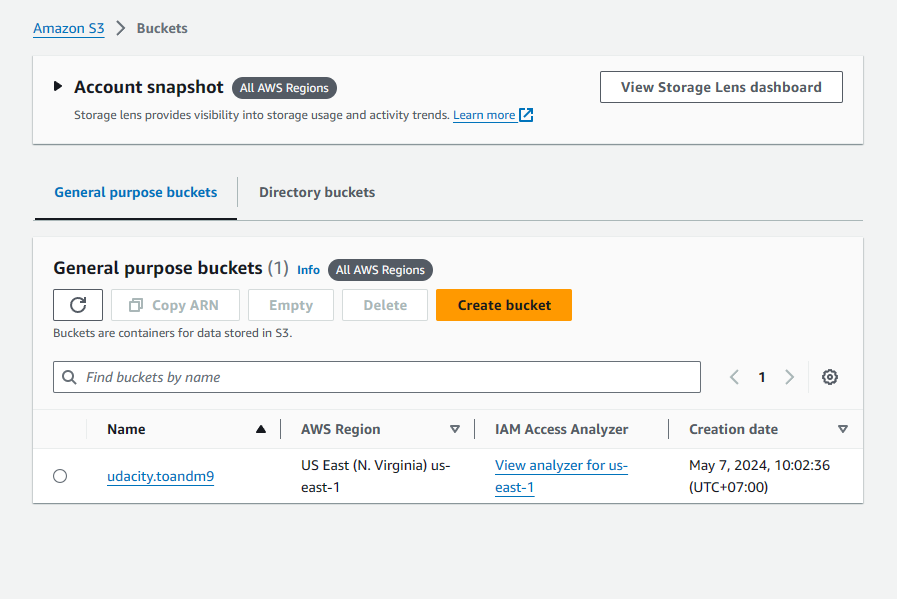 Amazon S3 > Buckets
Account snapshot All AWS Regions
View Storage Lens dashboard
Storage lens provides visibility into storage usage and activity trends. Learn more
General purpose buckets
Directory buckets
General purpose buckets (1) Info All AWS Regions
Copy ARN
Empty
Delete
Create bucket
Buckets are containers for data stored in S3.
Find buckets by name
1
Name
AWS Region
IAM Access Analyzer
Creation date
udacity.toandm9
US East (N. Virginia) us-
east-1
View analyzer for us-
east-1
May 7, 2024, 10:02:36
(UTC+07:00)